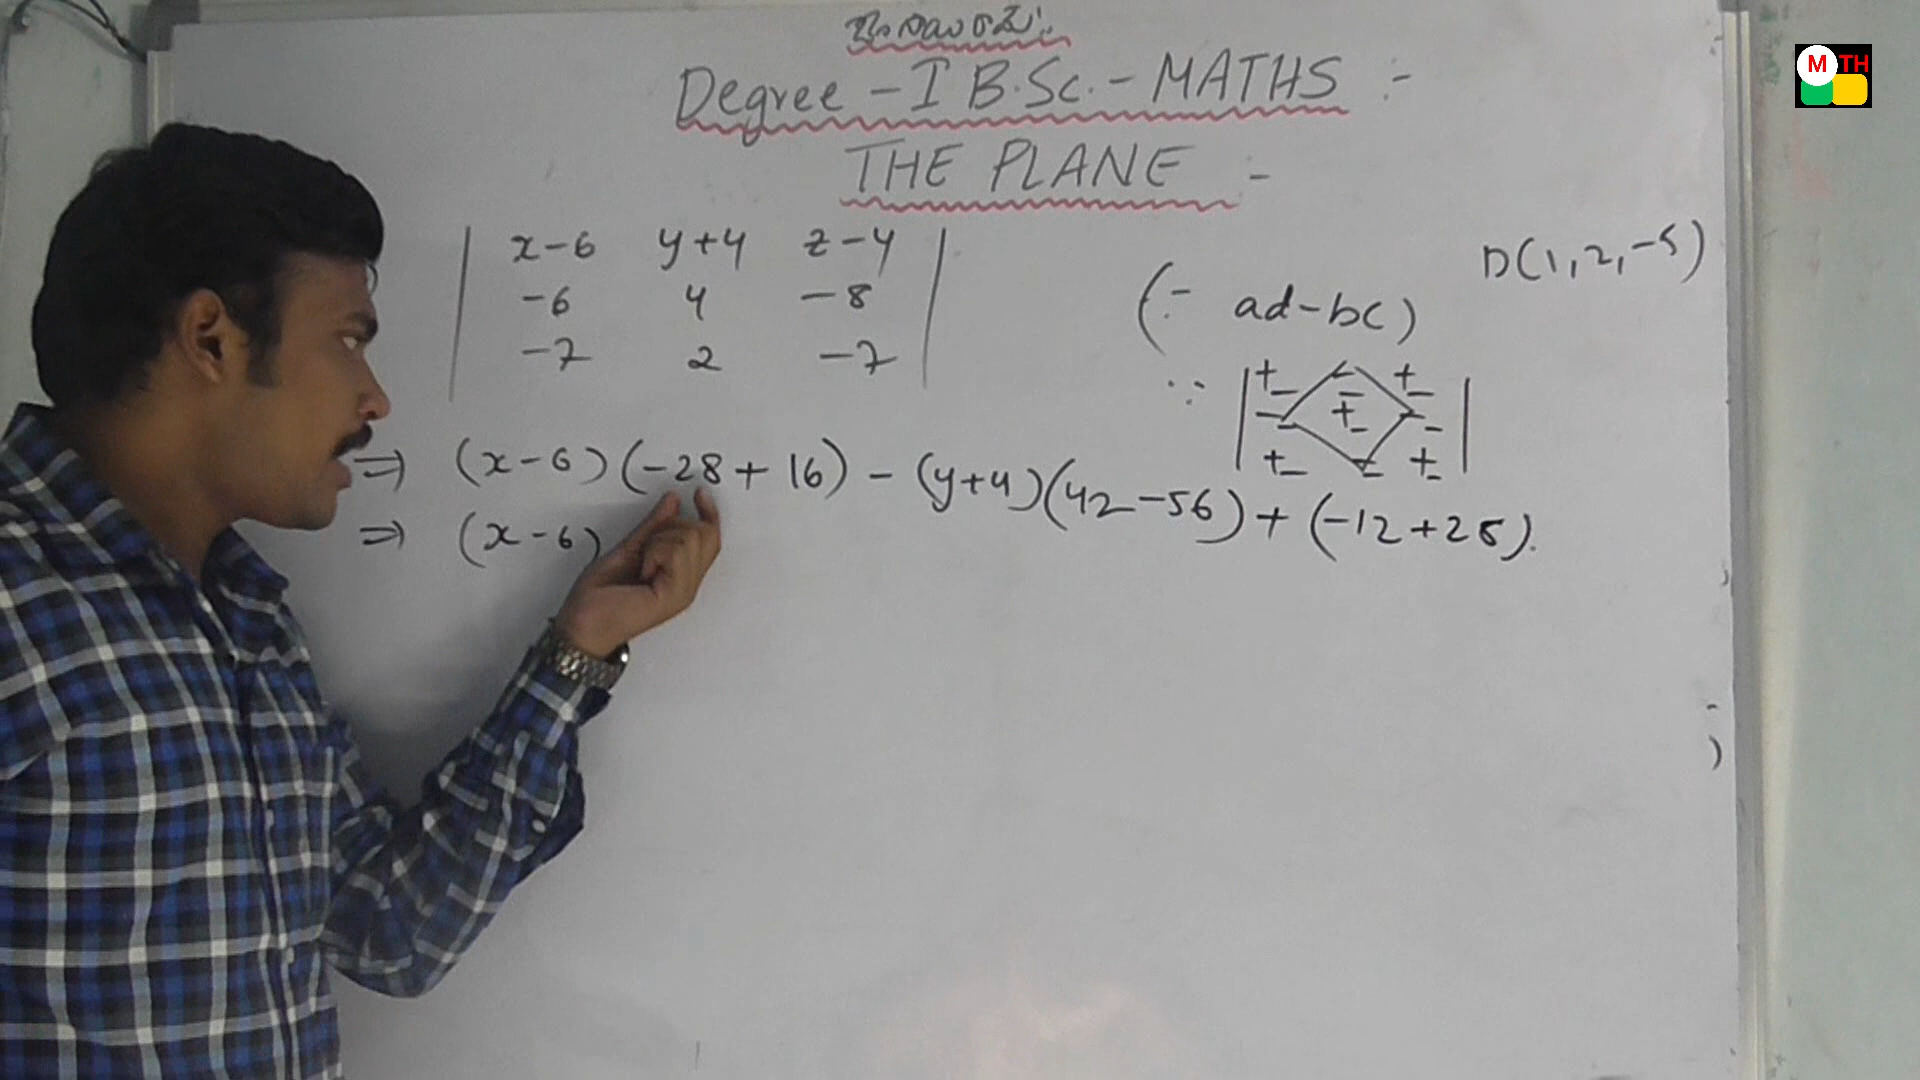 Degree - I B.Sc. - MATHS :-
M TH
THE PLANE :-
x-6 y+4 z-4
-6 4 -8
-7 2 -7
D(1,2,-5)
(∵ ad-bc)
∵
+ - +
- + -
+ - +
⇒ (x-6)(-28+16) - (y+4)(42-56) + (-12+28).
⇒ (x-6)